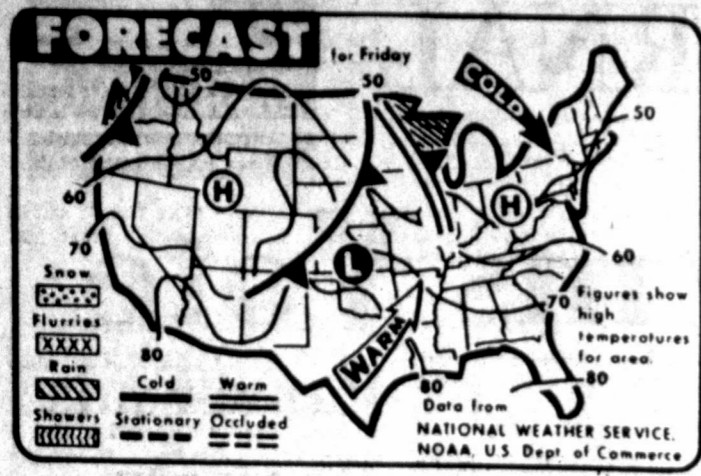 FORECAST
for Friday
50
50
COLD
50
60
H
H
70
L
60
Snow
70
Figures show
high
temperatures
for area.
Flurries
XXXX
80
WARM
Rain
Cold
Warm
80
80
Showers
Stationary
Occluded
Data from
NATIONAL WEATHER SERVICE,
NOAA, U.S. Dept. of Commerce